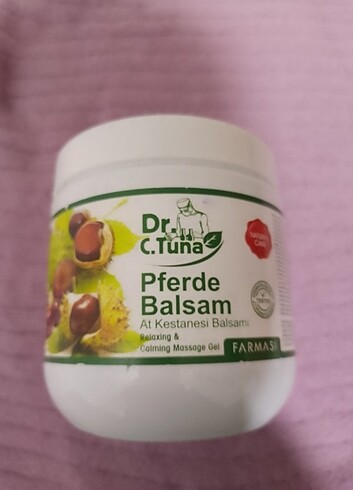 Dr.
C.Tuna
Pferde
Balsam
At Kestanesi Balsamı
Relaxing &
Calming Massage Gel
FARMASI